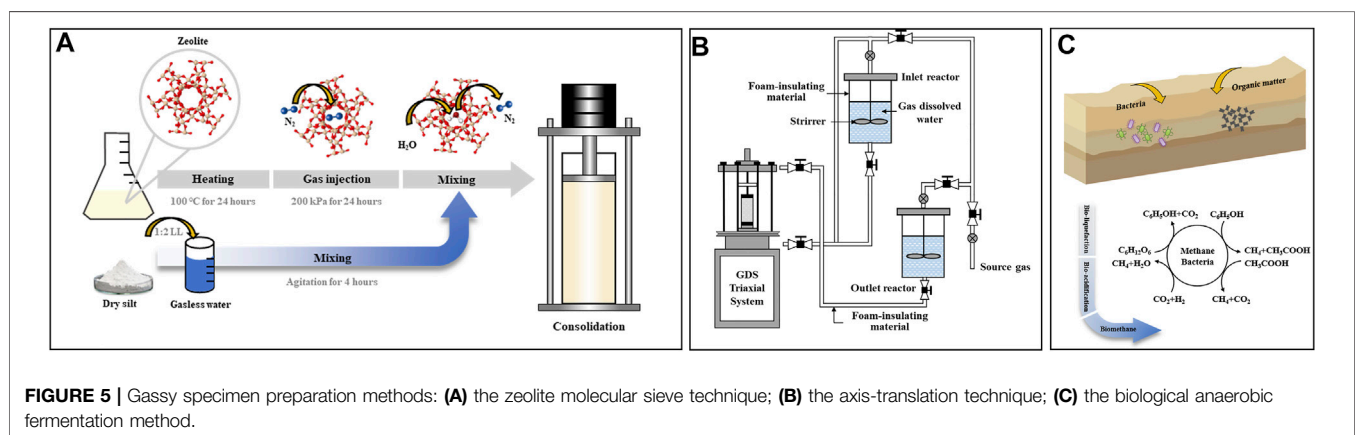 A
Zeolite
N₂
H₂O
N₂
Heating
Gas injection
Mixing
100 °C for 24 hours
200 kPa for 24 hours
1:2 LL
Mixing
Agitation for 4 hours
Dry silt
Gasless water
Consolidation
B
Inlet reactor
Foam-insulating
material
Gas dissolved
water
Strirrer
GDS
Triaxial
System
Source gas
Outlet reactor
Foam-insulating
material
C
Organic matter
Bacteria
Bio-liquefaction
Bio-acidification
Biomethane
C₂H₅OH+CO₂
C₂H₅OH
C₆H₁₂O₆
CH₄+CH₃COOH
Methane
Bacteria
CH₄+H₂O
CH₃COOH
CO₂+H₂
CH₄+CO₂
FIGURE 5 | Gassy specimen preparation methods: (A) the zeolite molecular sieve technique; (B) the axis-translation technique; (C) the biological anaerobic
fermentation method.